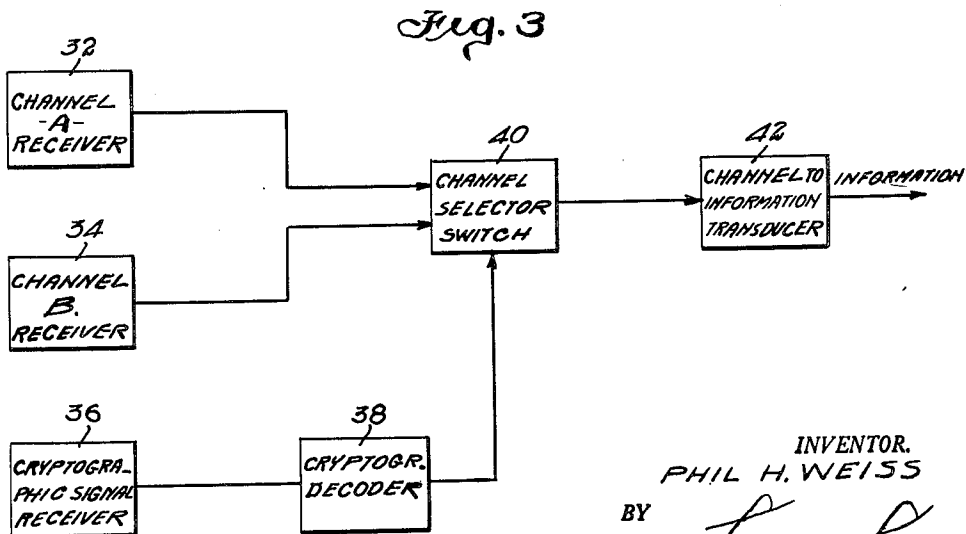 Fig. 3
32
CHANNEL
-A-
RECEIVER
34
CHANNEL
B.
RECEIVER
36
CRYPTOGRA-
PHIC SIGNAL
RECEIVER
38
CRYPTOGR.
DECODER
40
CHANNEL
SELECTOR
SWITCH
42
CHANNEL TO
INFORMATION
TRANSDUCER
INFORMATION
INVENTOR.
PHIL H. WEISS
BY